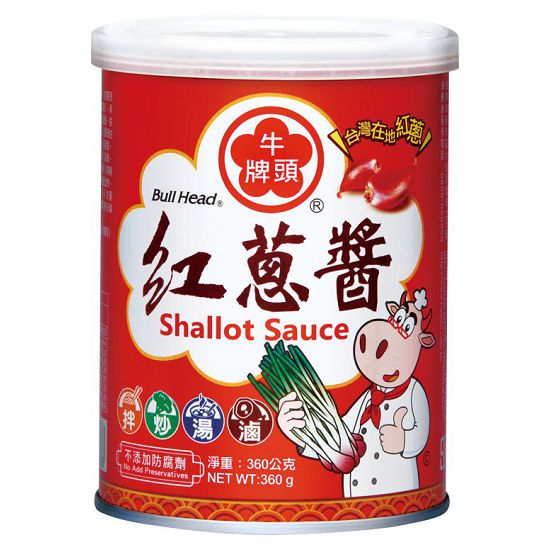 牛
牌頭
®
Bull Head®
台灣在地紅蔥
紅蔥醬
Shallot Sauce
拌 炒 湯 滷
不添加防腐劑
No Add Preservatives
淨重：360公克
NET WT:360 g
©